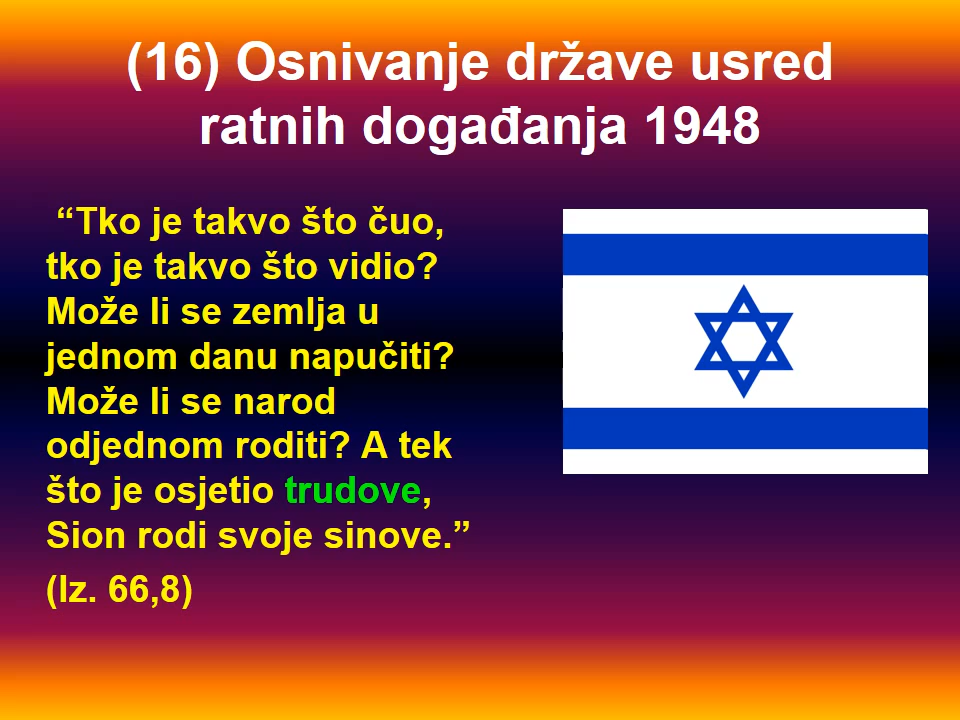 (16) Osnivanje države usred
ratnih događanja 1948
“Tko je takvo što čuo,
tko je takvo što vidio?
Može li se zemlja u
jednom danu napučiti?
Može li se narod
odjednom roditi? A tek
što je osjetio trudove,
Sion rodi svoje sinove.”
(Iz. 66,8)